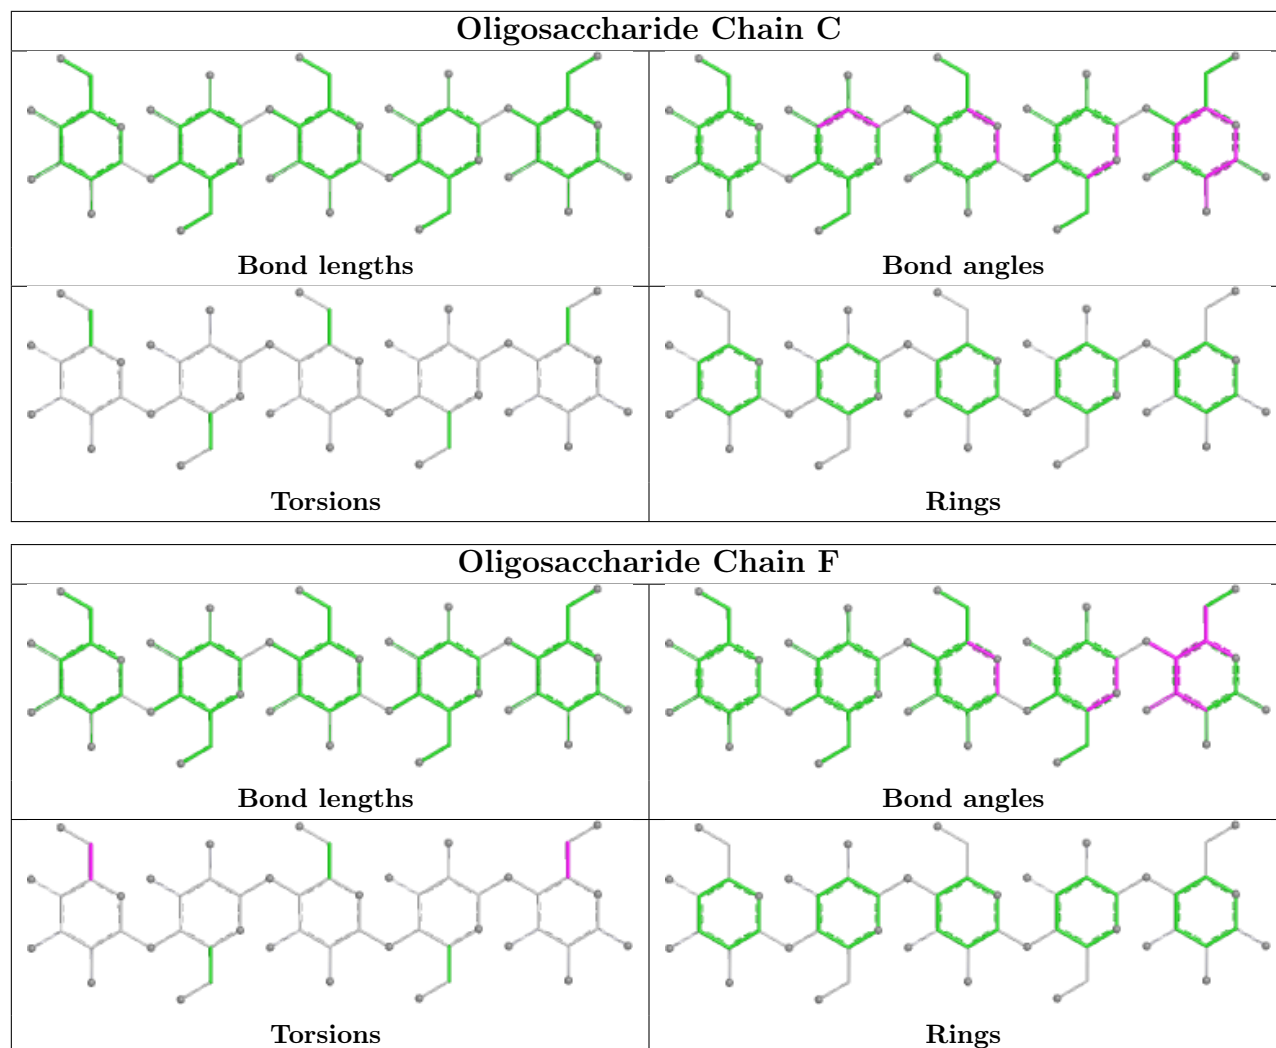 Oligosaccharide Chain C
Bond lengths
Bond angles
Torsions
Rings
Oligosaccharide Chain F
Bond lengths
Bond angles
Torsions
Rings